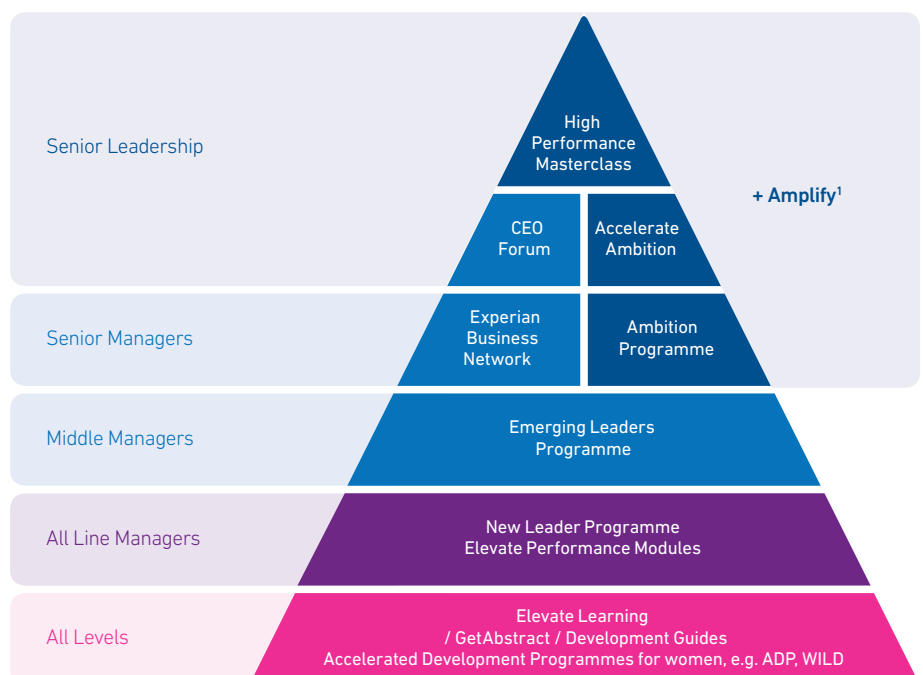 Senior Leadership
High
Performance
Masterclass
+ Amplify¹
CEO
Forum
Accelerate
Ambition
Senior Managers
Experian
Business
Network
Ambition
Programme
Middle Managers
Emerging Leaders
Programme
All Line Managers
New Leader Programme
Elevate Performance Modules
All Levels
Elevate Learning
/ GetAbstract / Development Guides
Accelerated Development Programmes for women, e.g. ADP, WILD